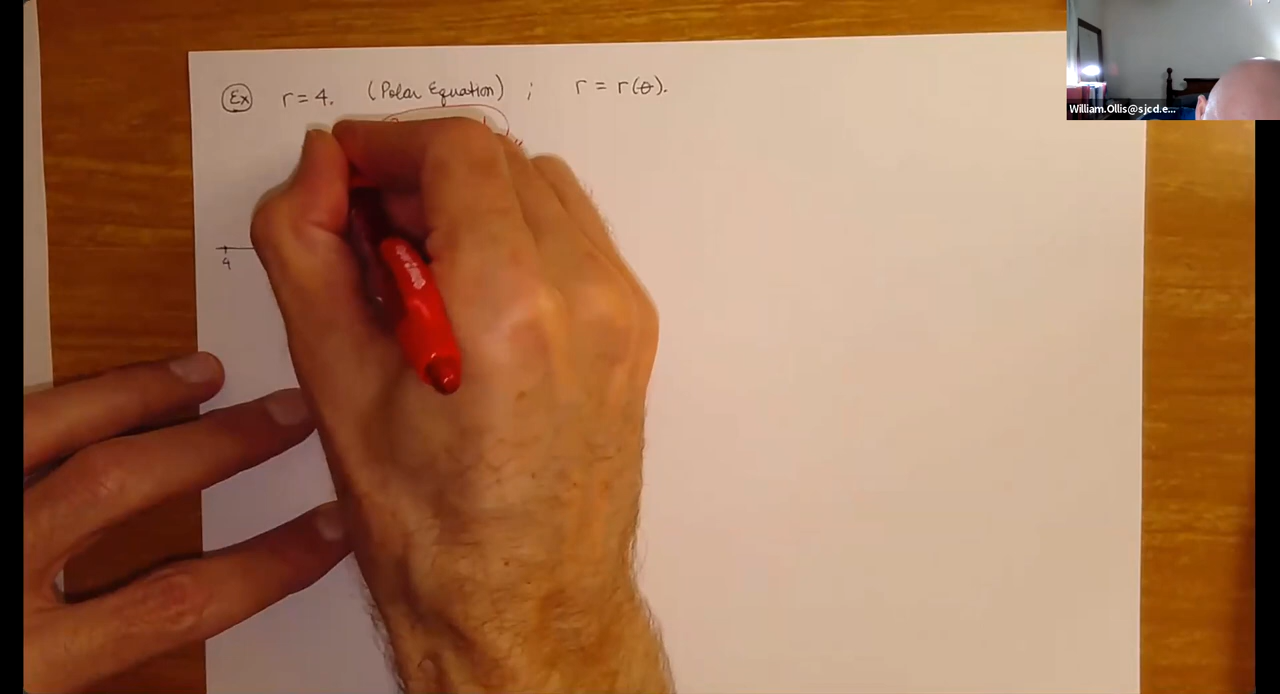 Ex r = 4. (Polar Equation) ; r = r(θ).
4
William.Ollis@sjcd.e...